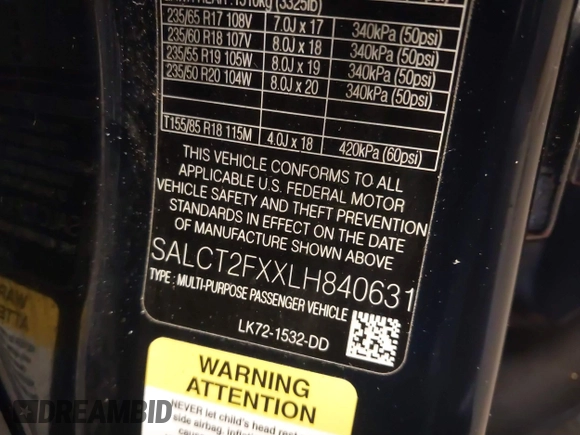 (3325lb)
235/65 R17 108V 7.0J x 17 340kPa (50psi)
235/60 R18 107V 8.0J x 18 340kPa (50psi)
235/55 R19 105W 8.0J x 19 340kPa (50psi)
235/50 R20 104W 8.0J x 20 340kPa (50psi)
T155/85 R18 115M 4.0J x 18 420kPa (60psi)
THIS VEHICLE CONFORMS TO ALL
APPLICABLE U.S. FEDERAL MOTOR
VEHICLE SAFETY AND THEFT PREVENTION
STANDARDS IN EFFECT ON THE DATE
OF MANUFACTURE SHOWN ABOVE
SALCT2FXXLH840631
TYPE : MULTI-PURPOSE PASSENGER VEHICLE
LK72-1532-DD
WARNING
ATTENTION
NEVER let child's head rest
side airbag.
DREAMBID